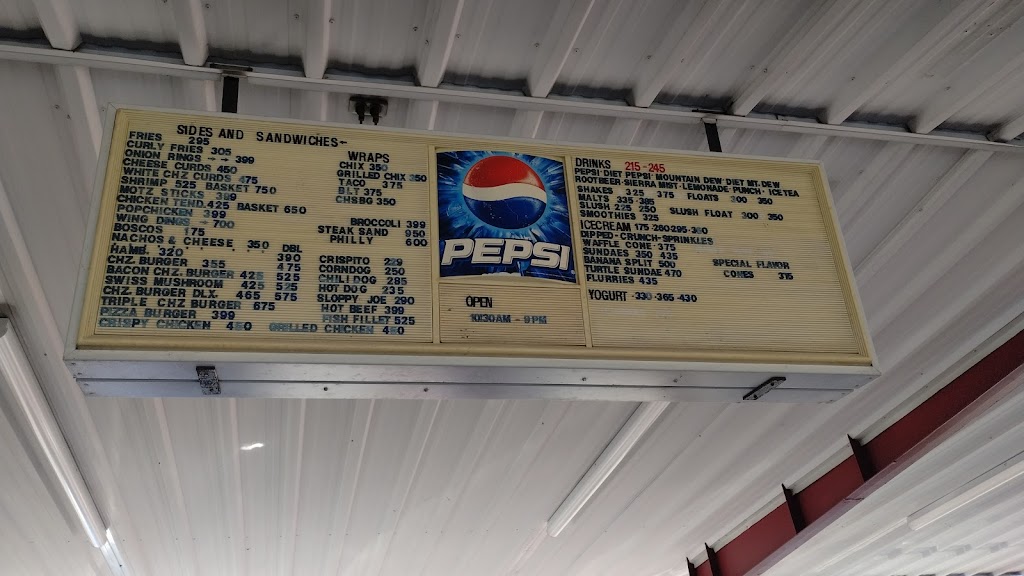 SIDES AND SANDWICHES-
FRIES 295
CURLY FRIES 305
ONION RINGS - - 399
CHEESE CURDS 450
WHITE CHZ CURDS 475
SHRIMP 525 BASKET 750
MOTZ STICKS 399
CHICKEN TEND.425 BASKET 650
POPCHICKEN 399
WING DINGS 700
BOSCOS 175
NACHOS & CHEESE 350 DBL
HAMB 320 390
CHZ BURGER 355 475
BACON CHZ. BURGER 425 525
SWISS MUSHROOM 425 525
CHZ BURGER DLX. 465 575
TRIPLE CHZ BURGER 675
PIZZA BURGER 399
CRISPY CHICKEN 450 GRILLED CHICKEN 450
WRAPS
CHIX 350
GRILLED CHIX 350
TACO 375
BLT 375
CHSBG 350
BROCCOLI 399
STEAK SAND 595
PHILLY 600
CRISPITO 229
CORNDOG 250
CHILI DOG 285
HOT DOG 235
SLOPPY JOE 290
HOT BEEF 399
FISH FILLET 525
PEPSI
OPEN
10:30AM - 9PM
DRINKS 215-245
PEPSI DIET PEPSI MOUNTAIN DEW DIET MT. DEW
ROOT BEER SIERRA MIST-LEMONADE PUNCH ICETEA
SHAKES 325 375 FLOATS 300 350
MALTS 335-385
SLUSH 225 250 SLUSH FLOAT 300 350
SMOOTHIES 325
ICECREAM 175-260-295-360
DIPPED-CRUNCH-SPRINKLES
WAFFLE CONE 375
SUNDAES 350 435 SPECIAL FLAVOR
BANANA SPLIT 500 CONES 375
TURTLE SUNDAE 470
FLURRIES 435
YOGURT -330-365-430